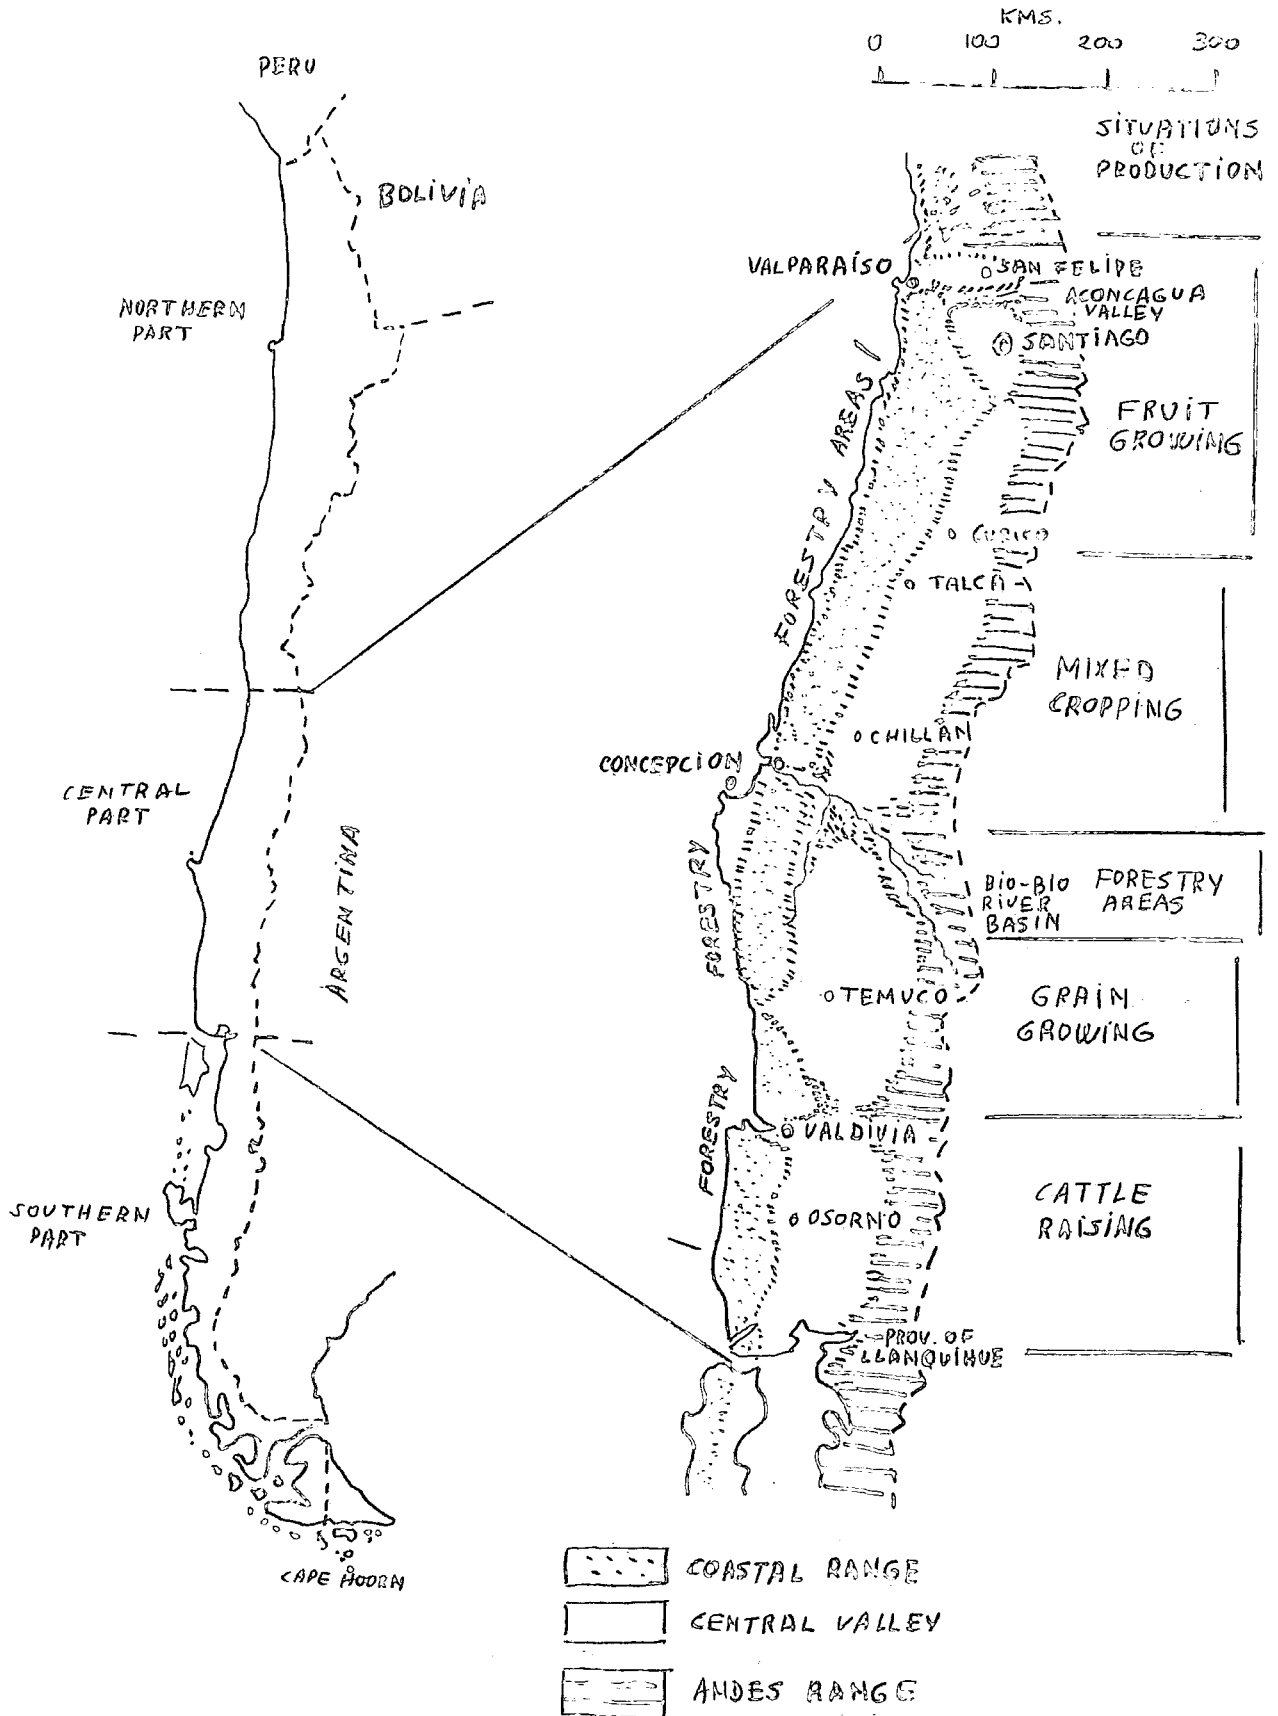 KMS.
0 100 200 300
PERU
BOLIVIA
NORTHERN
PART
CENTRAL
PART
ARGENTINA
SOUTHERN
PART
CAPE HOORN
SITUATIONS
OF
PRODUCTION
VALPARAÍSO
SAN FELIPE
ACONCAGUA
VALLEY
SANTIAGO
FORESTRY AREAS
FRUIT
GROWING
CURICO
TALCA
MIXED
CROPPING
CHILLAN
CONCEPCION
FORESTRY
BIO-BIO
RIVER
BASIN
FORESTRY
AREAS
TEMUCO
GRAIN
GROWING
FORESTRY
VALDIVIA
OSORNO
CATTLE
RAISING
PROV. OF
LLANQUIHUE
COASTAL RANGE
CENTRAL VALLEY
ANDES RANGE